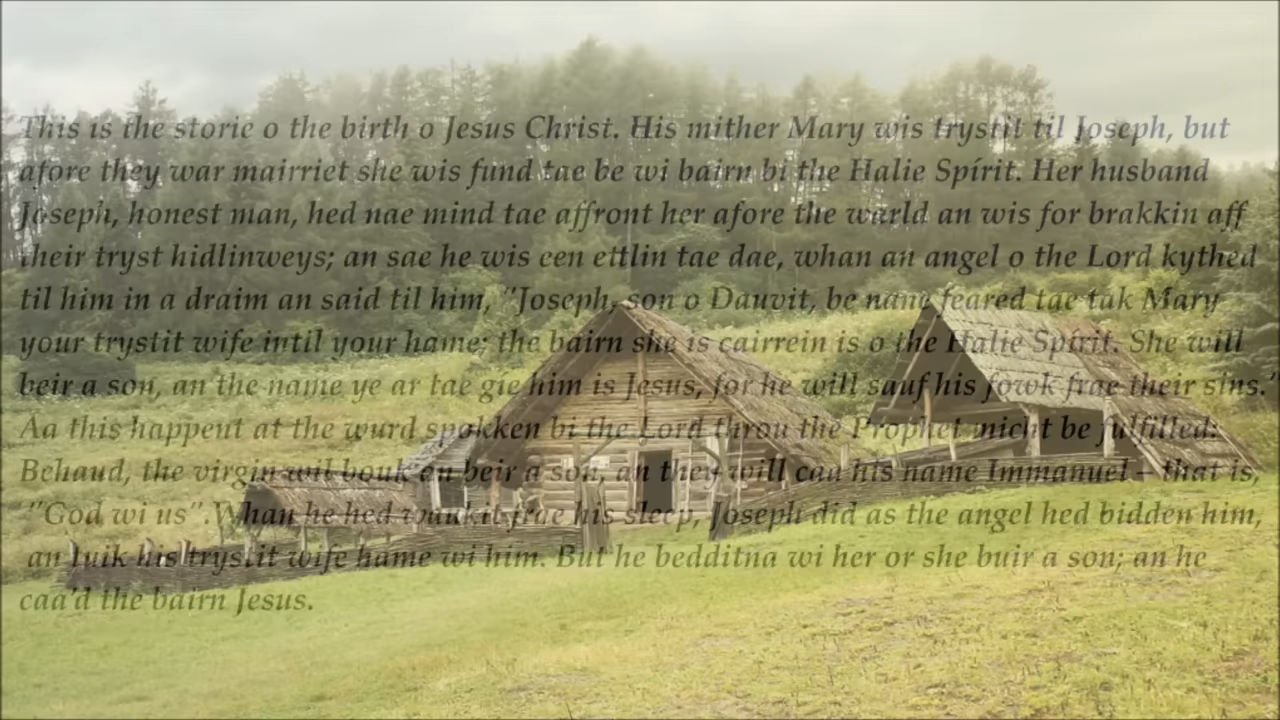 This is the storie o the birth o Jesus Christ. His mither Mary wis trystit til Joseph, but
afore they war mairriet she wis fund tae be wi bairn bi the Halie Spírit. Her husband
Joseph, honest man, hed nae mind tae affront her afore the warld an wis for brakkin aff
their tryst hidlinweys; an sae he wis een ettlin tae dae, whan an angel o the Lord kythed
til him in a draim an said til him, "Joseph, son o Dauvit, be nane feared tae tak Mary
your trystit wife intil your hame; the bairn she is cairrein is o the Halie Spírit. She will
beir a son, an the name ye ar tae gie him is Jesus, for he will sauf his fowk frae their sins."
Aa this happent at the wurd spokken bi the Lord throu the Prophet micht be fulfilled:
Behaud, the virgin wil bouk an beir a son, an they will caa his name Immanuel – that is,
"God wi us".Whan he hed waukit frae his sleep, Joseph did as the angel hed bidden him,
an tuik his trystit wife hame wi him. But he bedditna wi her or she buir a son; an he
caa'd the bairn Jesus.